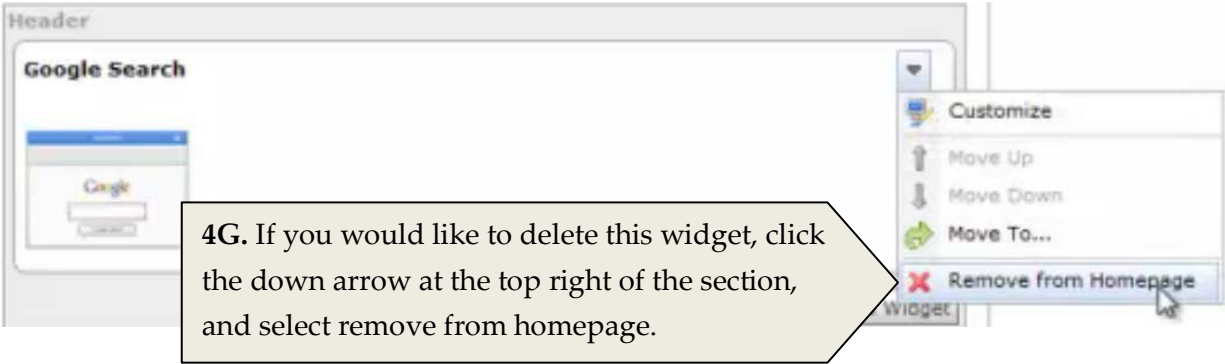 Header
Google Search
Customize
Google
Move Up
Move Down
Move To...
Remove from Homepage
4G. If you would like to delete this widget, click
the down arrow at the top right of the section,
and select remove from homepage.
Widget